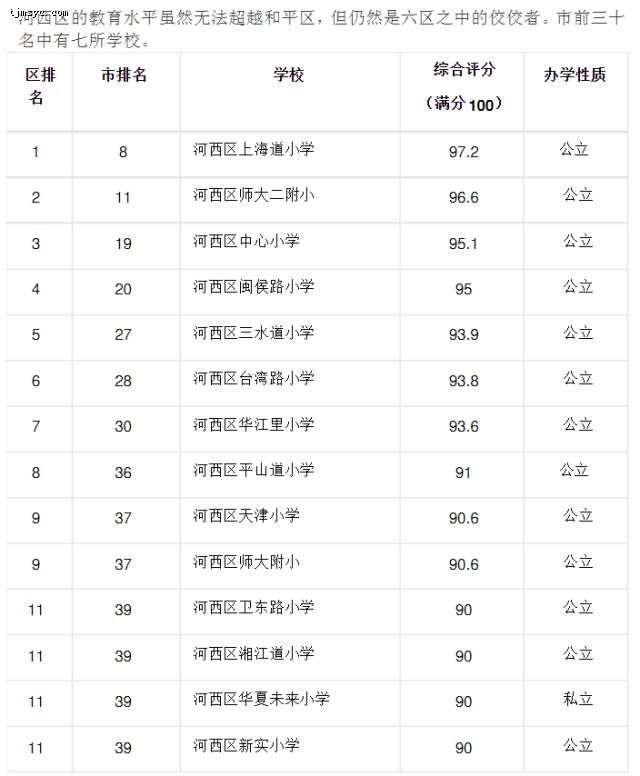 河西区的教育水平虽然无法超越和平区，但仍然是六区之中的佼佼者。市前三十
名中有七所学校。
区排名 市排名 学校 综合评分（满分100） 办学性质
1 8 河西区上海道小学 97.2 公立
2 11 河西区师大二附小 96.6 公立
3 19 河西区中心小学 95.1 公立
4 20 河西区闽侯路小学 95 公立
5 27 河西区三水道小学 93.9 公立
6 28 河西区台湾路小学 93.8 公立
7 30 河西区华江里小学 93.6 公立
8 36 河西区平山道小学 91 公立
9 37 河西区天津小学 90.6 公立
9 37 河西区师大附小 90.6 公立
11 39 河西区卫东路小学 90 公立
11 39 河西区湘江道小学 90 公立
11 39 河西区华夏未来小学 90 私立
11 39 河西区新实小学 90 公立